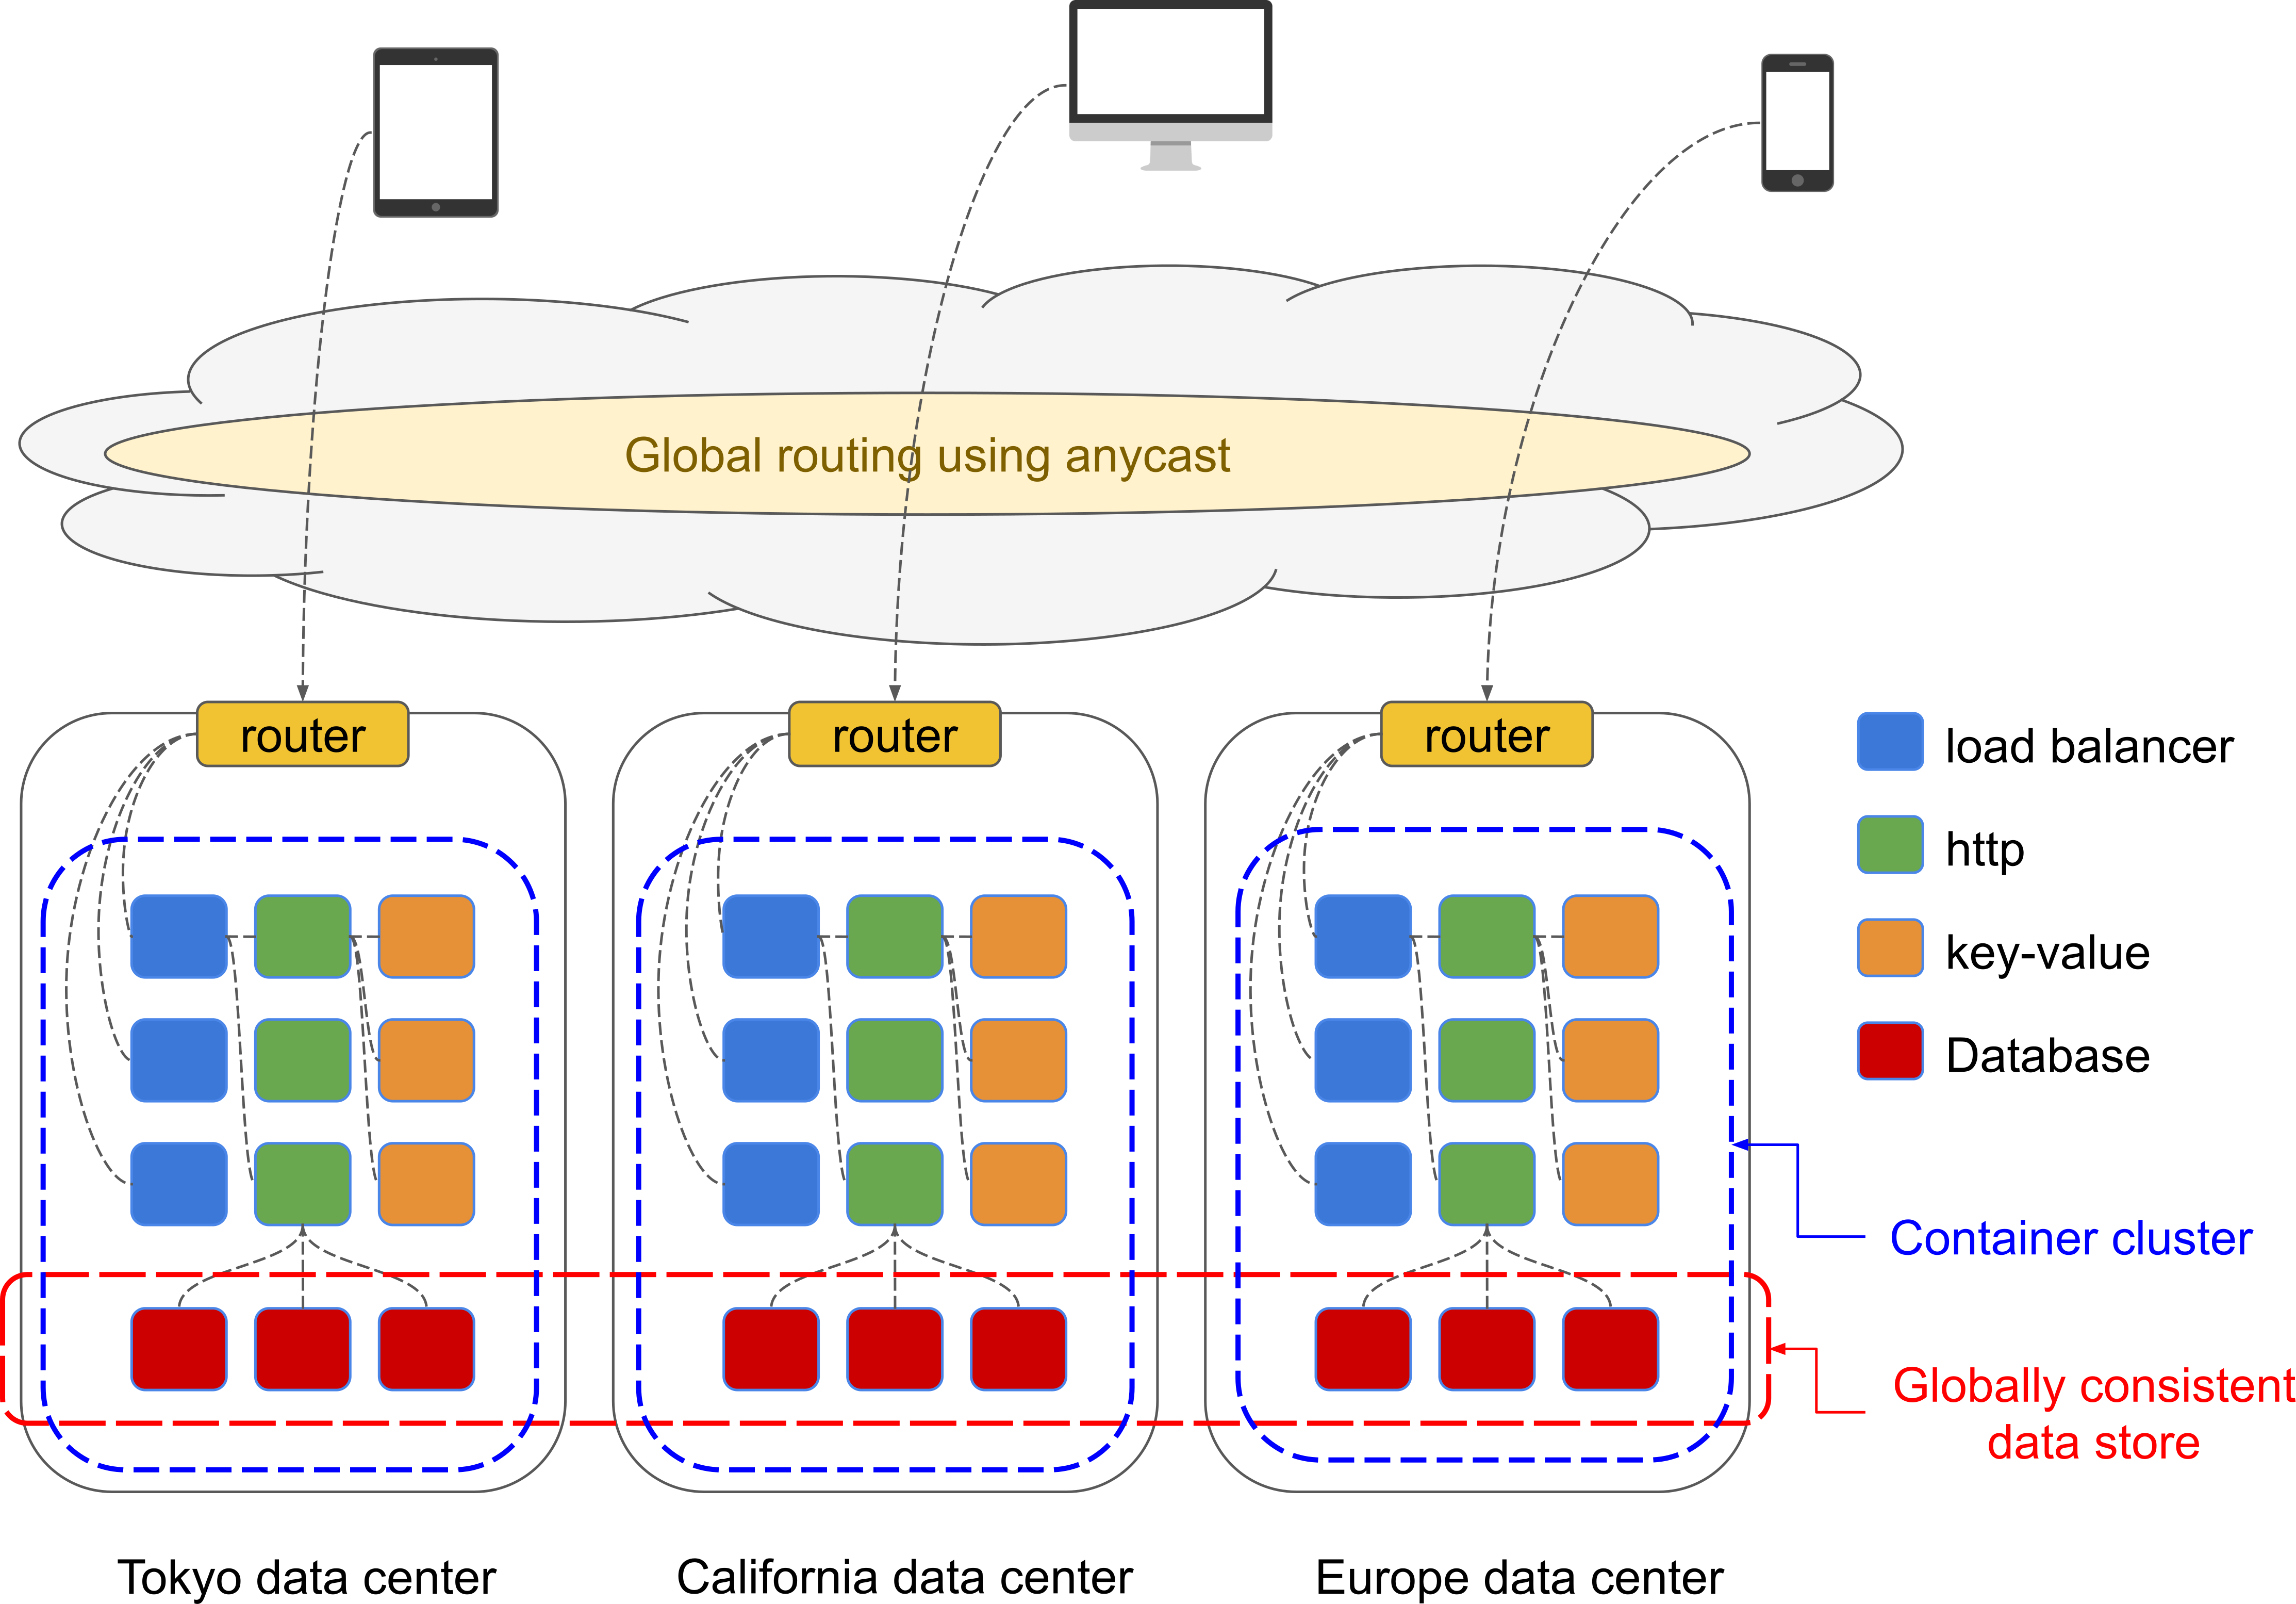 Global routing using anycast
router
router
router
load balancer
http
key-value
Database
Container cluster
Globally consistent
data store
Tokyo data center
California data center
Europe data center